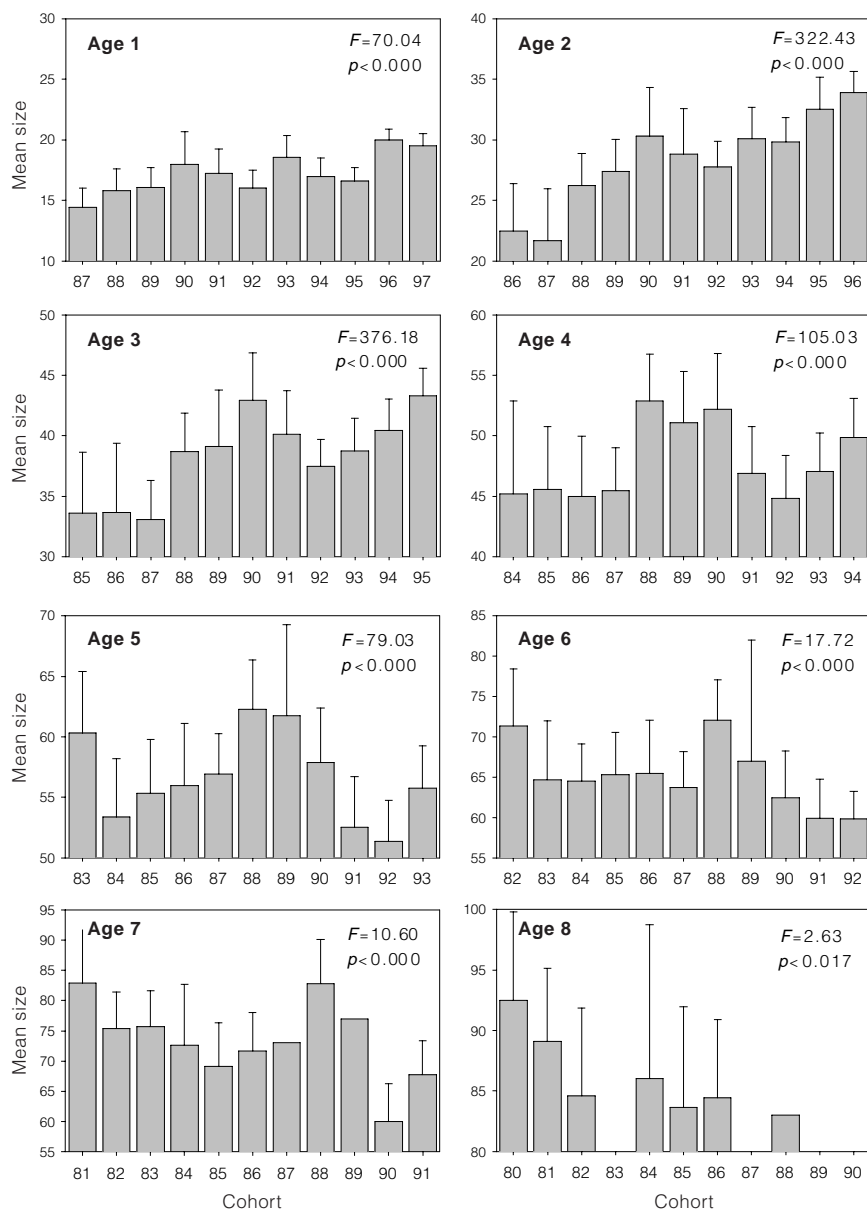 Age 1
F=70.04
p<0.000
Mean size
30
25
20
15
10
87 88 89 90 91 92 93 94 95 96 97
Age 2
F=322.43
p<0.000
40
35
30
25
20
86 87 88 89 90 91 92 93 94 95 96
Age 3
F=376.18
p<0.000
Mean size
50
45
40
35
30
85 86 87 88 89 90 91 92 93 94 95
Age 4
F=105.03
p<0.000
60
55
50
45
40
84 85 86 87 88 89 90 91 92 93 94
Age 5
F=79.03
p<0.000
Mean size
70
65
60
55
50
83 84 85 86 87 88 89 90 91 92 93
Age 6
F=17.72
p<0.000
85
80
75
70
65
60
55
82 83 84 85 86 87 88 89 90 91 92
Age 7
F=10.60
p<0.000
Mean size
95
90
85
80
75
70
65
60
55
81 82 83 84 85 86 87 88 89 90 91
Cohort
Age 8
F=2.63
p<0.017
100
95
90
85
80
80 81 82 83 84 85 86 87 88 89 90
Cohort